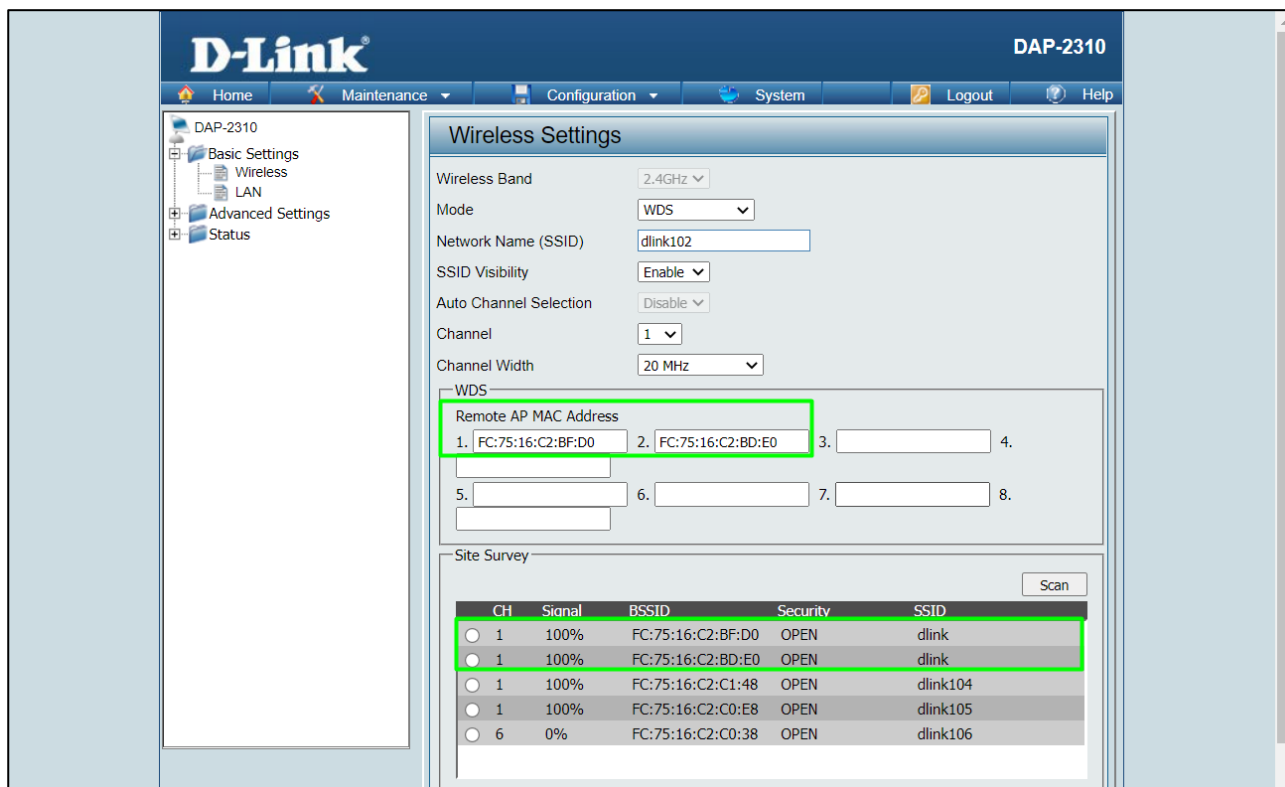 D-Link®
DAP-2310
Home Maintenance Configuration System Logout Help
DAP-2310
Basic Settings
Wireless
LAN
Advanced Settings
Status
Wireless Settings
Wireless Band 2.4GHz
Mode WDS
Network Name (SSID) dlink102
SSID Visibility Enable
Auto Channel Selection Disable
Channel 1
Channel Width 20 MHz
WDS
Remote AP MAC Address
1. FC:75:16:C2:BF:D0 2. FC:75:16:C2:BD:E0 3. 4.
5. 6. 7. 8.
Site Survey
Scan
CH Signal BSSID Security SSID
1 100% FC:75:16:C2:BF:D0 OPEN dlink
1 100% FC:75:16:C2:BD:E0 OPEN dlink
1 100% FC:75:16:C2:C1:48 OPEN dlink104
1 100% FC:75:16:C2:C0:E8 OPEN dlink105
6 0% FC:75:16:C2:C0:38 OPEN dlink106